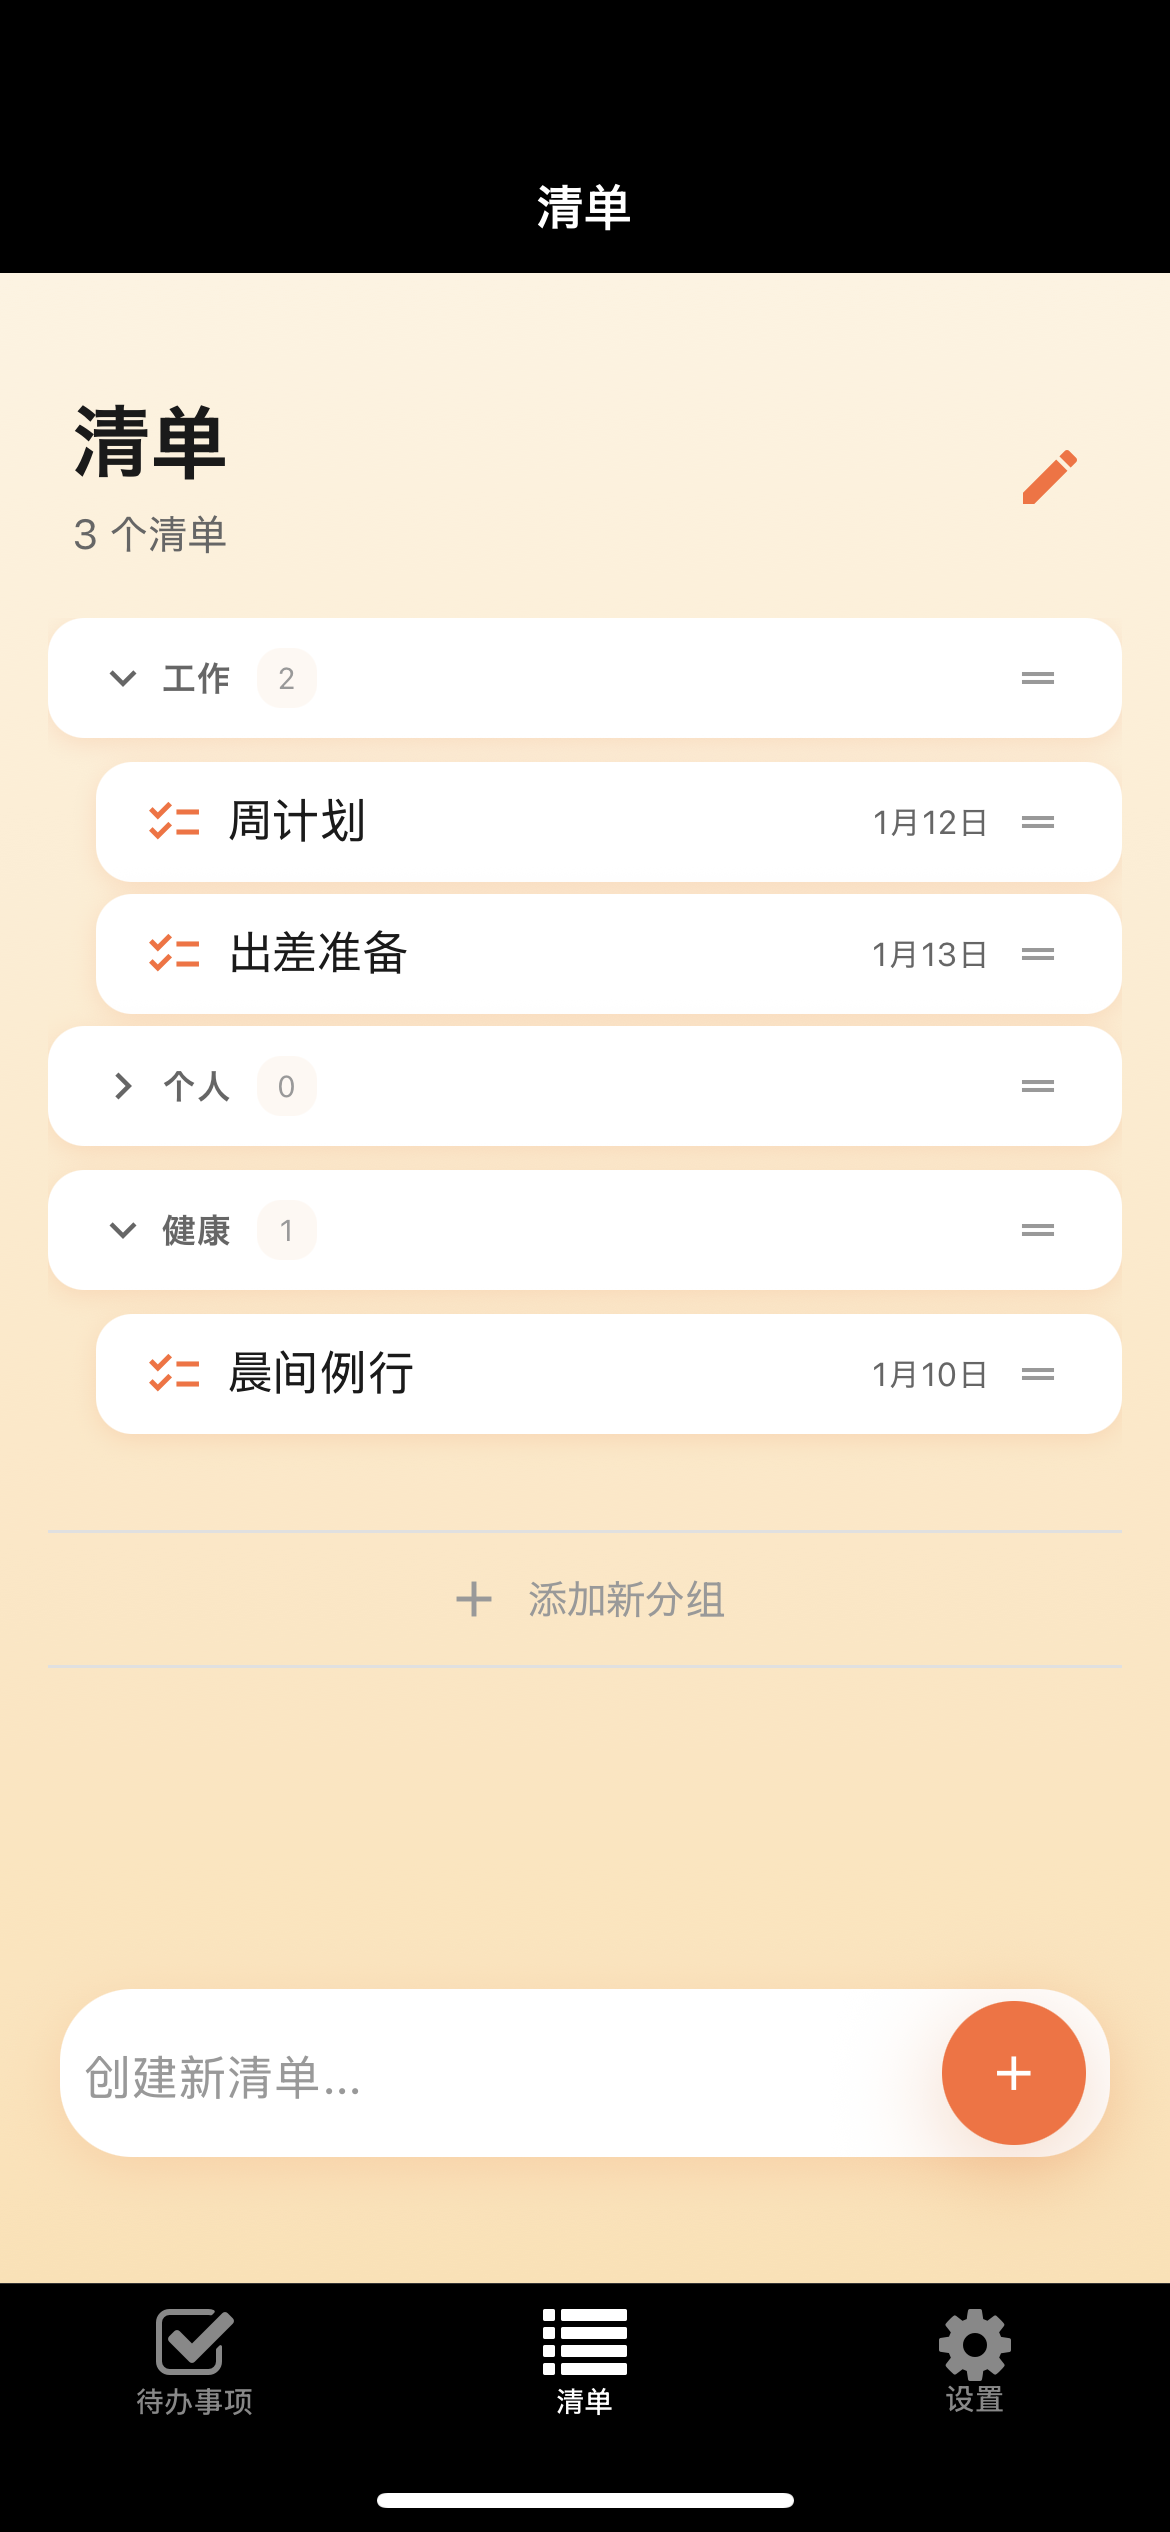 清单
清单
3 个清单
工作 2
周计划 1月12日
出差准备 1月13日
个人 0
健康 1
晨间例行 1月10日
添加新分组
创建新清单...
待办事项 清单 设置